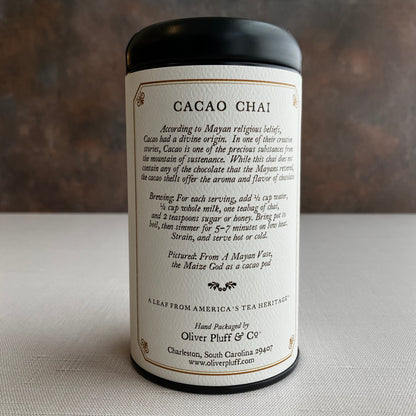 CACAO CHAI
According to Mayan religious beliefs,
Cacao had a divine origin. In one of their creation
stories, Cacao is one of the precious substances from
the mountain of sustenance. While this chai does not
contain any of the chocolate that the Mayans revered,
the cacao shells offer the aroma and flavor of chocolate
Brewing: For each serving, add ½ cup water,
½ cup whole milk, one teabag of chai,
and 2 teaspoons sugar or honey. Bring pot to
boil, then simmer for 5-7 minutes on low heat.
Strain, and serve hot or cold.
Pictured: From A Mayan Vase,
the Maize God as a cacao pod
A LEAF FROM AMERICA'S TEA HERITAGE™
Hand Packaged by
Oliver Pluff & Co.
Charleston, South Carolina 29407
www.oliverpluff.com